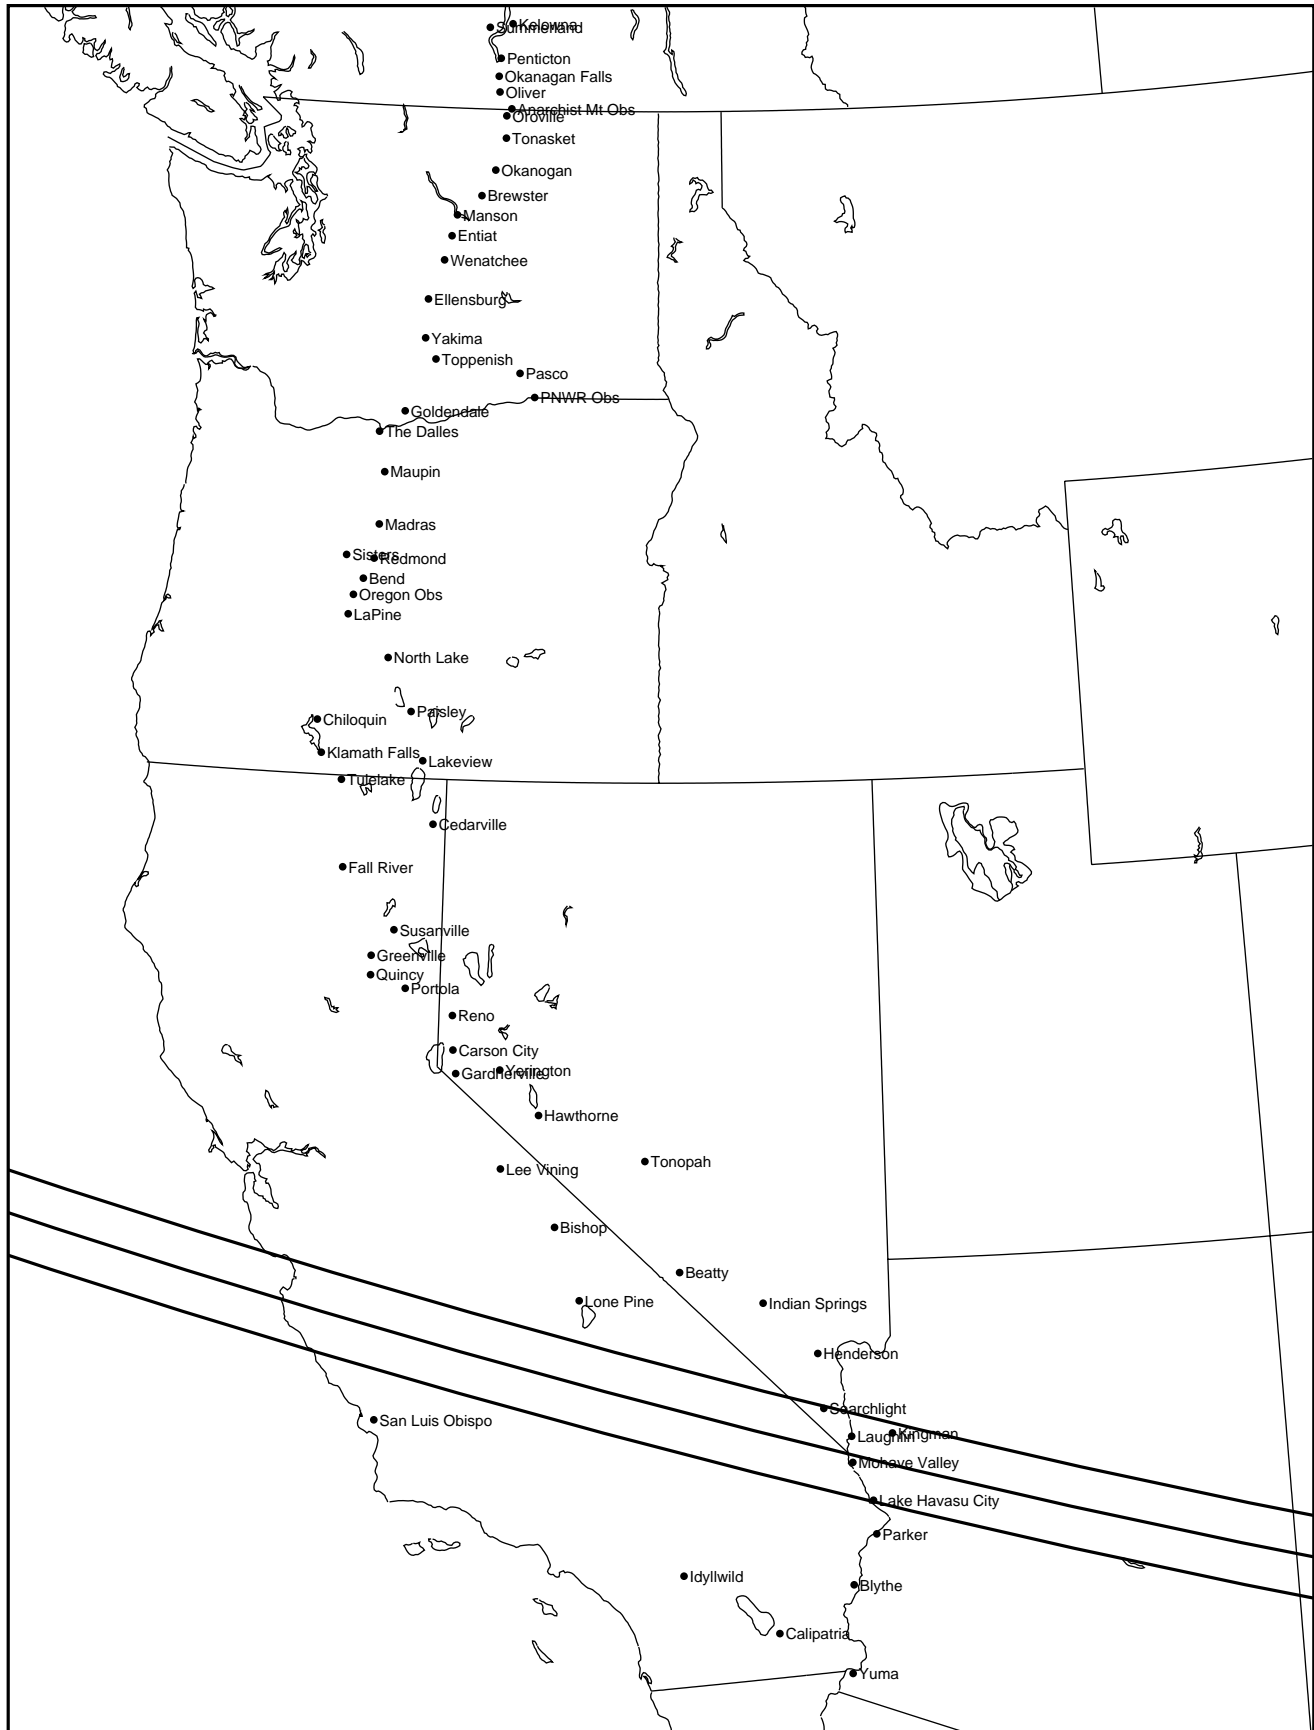 Kelowna
Summerland
Penticton
Okanagan Falls
Oliver
Anarchist Mt Obs
Oroville
Tonasket
Okanogan
Brewster
Manson
Entiat
Wenatchee
Ellensburg
Yakima
Toppenish
Pasco
PNWR Obs
Goldendale
The Dalles
Maupin
Madras
Sisters
Redmond
Bend
Oregon Obs
LaPine
North Lake
Paisley
Chiloquin
Klamath Falls
Lakeview
Tulelake
Cedarville
Fall River
Susanville
Greenville
Quincy
Portola
Reno
Carson City
Yerington
Gardnerville
Hawthorne
Tonopah
Lee Vining
Bishop
Beatty
Lone Pine
Indian Springs
Henderson
Searchlight
San Luis Obispo
Kingman
Laughlin
Mohave Valley
Lake Havasu City
Parker
Idyllwild
Blythe
Calipatria
Yuma